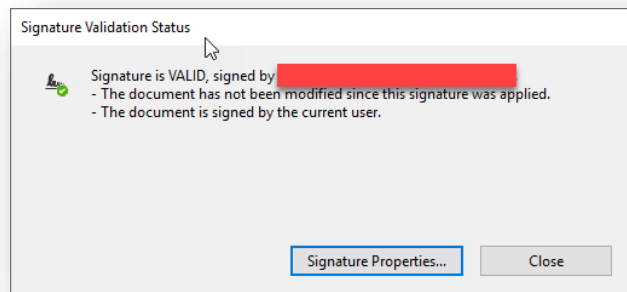 Signature Validation Status
Signature is VALID, signed by
- The document has not been modified since this signature was applied.
- The document is signed by the current user.
Signature Properties...
Close